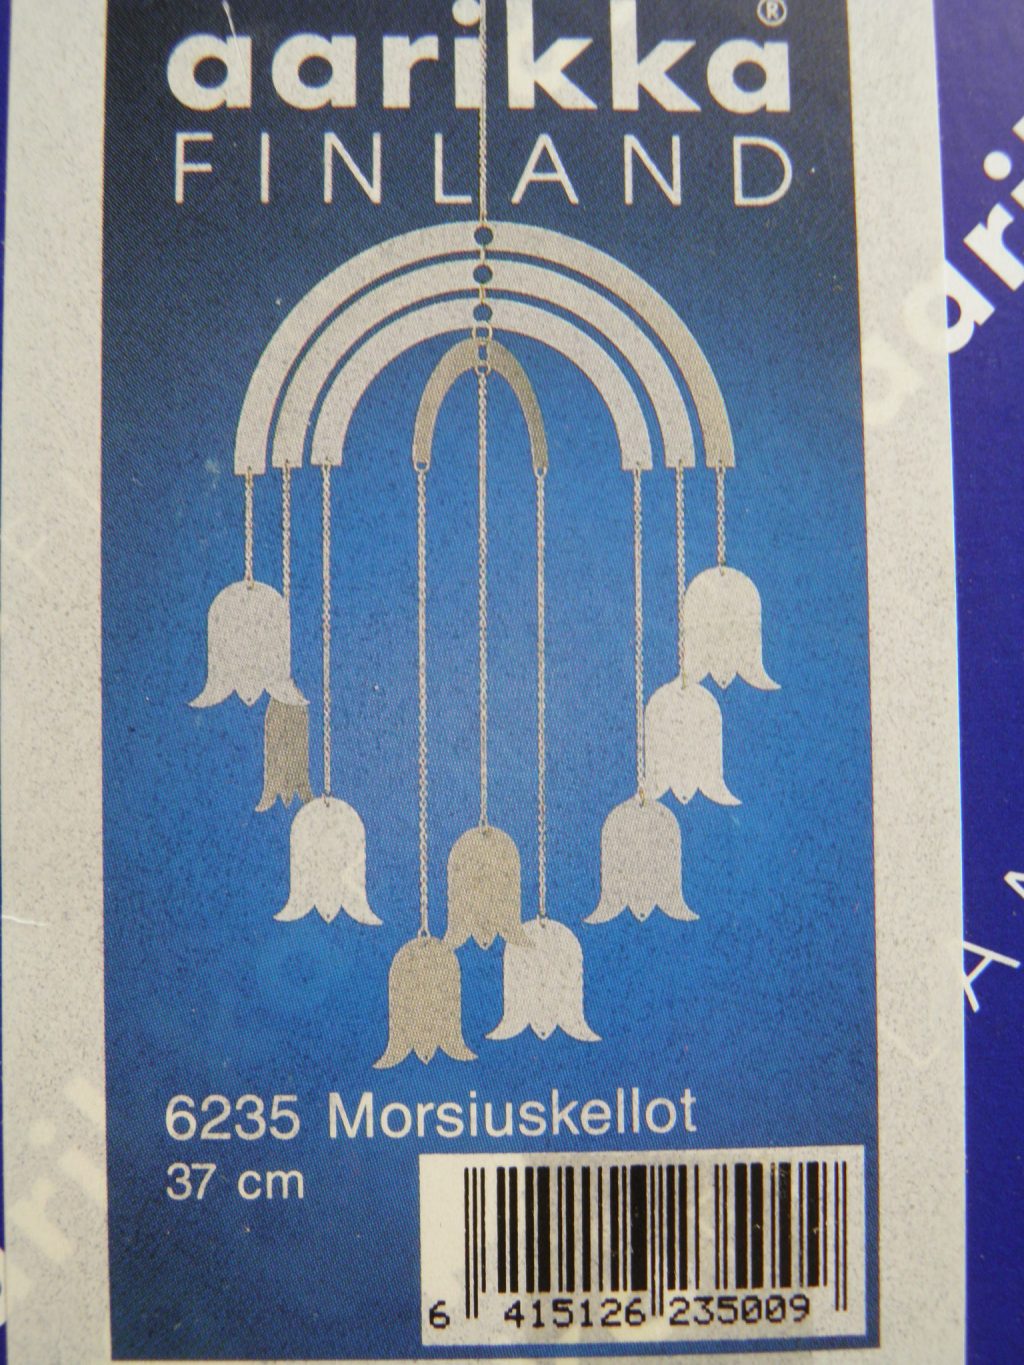 aarikka®
FINLAND
6235 Morsiuskellot
37 cm
6 415126 235009